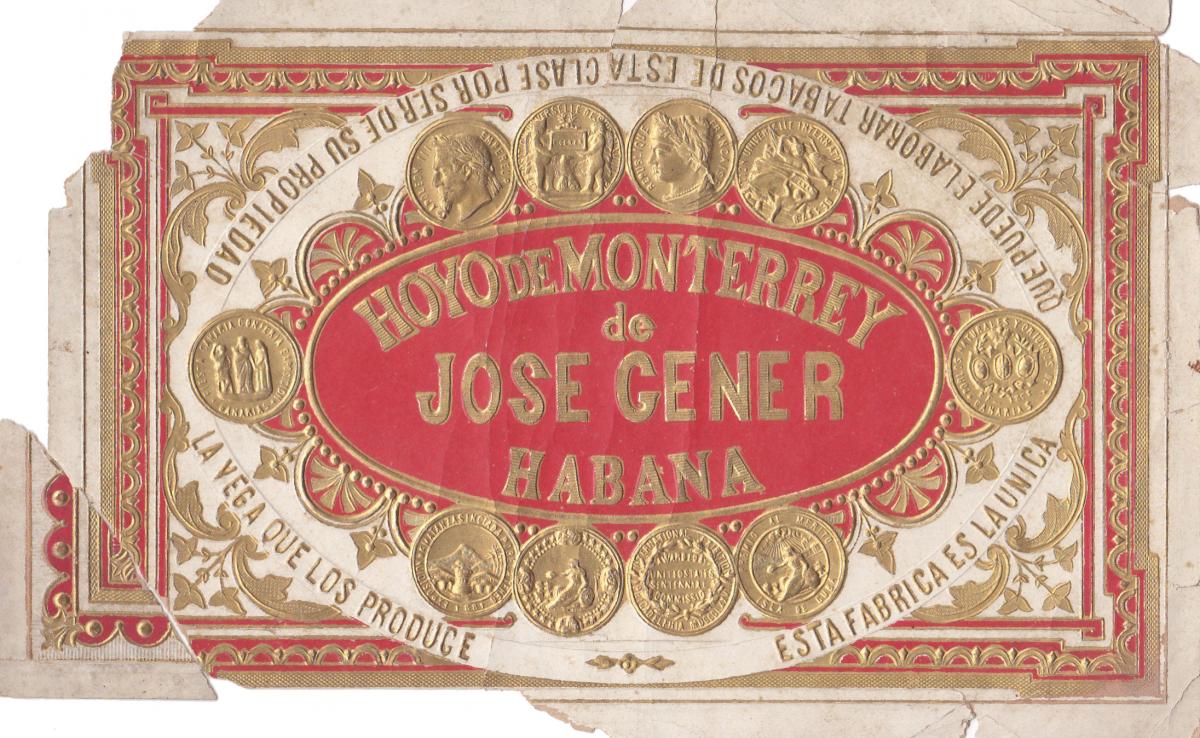 HOYO DE MONTERREY
de
JOSE GENER
HABANA
ESTA FABRICA ES LA UNICA
QUE PUEDE ELABORAR TABACOS DE ESTA CLASE POR SER DE SU PROPIEDAD
LA VEGA QUE LOS PRODUCE